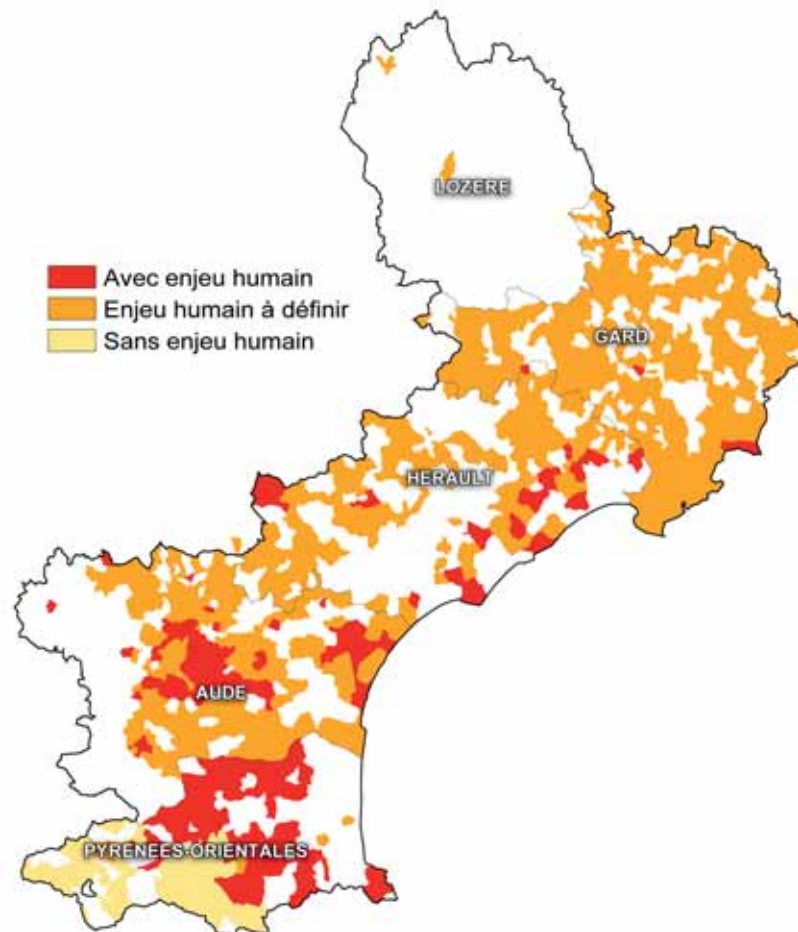 LOZERE
Avec enjeu humain
Enjeu humain à définir
Sans enjeu humain
GARD
HERAULT
AUDE
PYRENEES-ORIENTALES